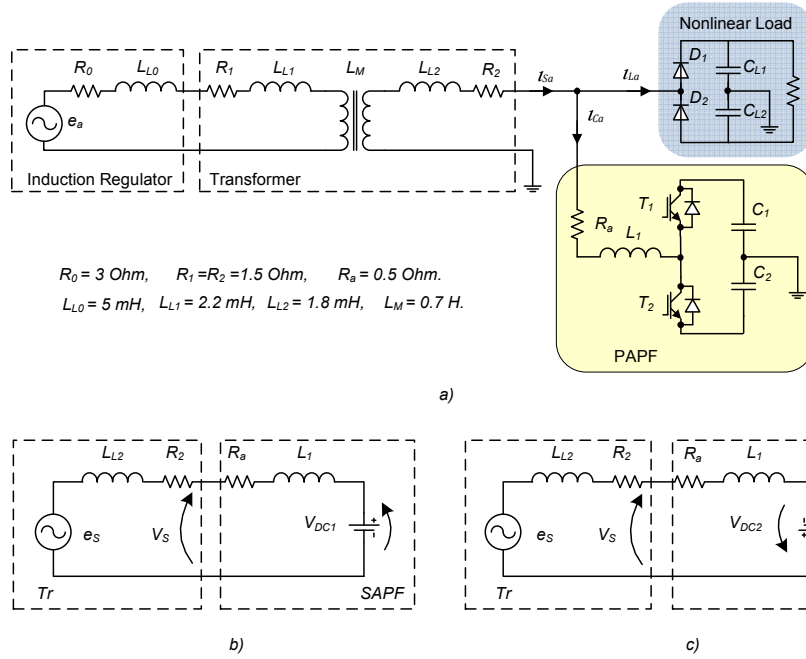 Nonlinear Load
R0 LL0 R1 LL1 LM LL2 R2 iSa iLa D1 CL1
D2 CL2
ea
iCa
Induction Regulator Transformer
T1 C1
Ra L1
C2
T2
PAPF
R0 = 3 Ohm, R1 =R2 = 1.5 Ohm, Ra = 0.5 Ohm.
LL0 = 5 mH, LL1 = 2.2 mH, LL2 = 1.8 mH, LM = 0.7 H.
a)
LL2 R2 Ra L1
eS VS VDC1 + -
Tr SAPF
b)
LL2 R2 Ra L1
eS VS VDC2 +
Tr
c)